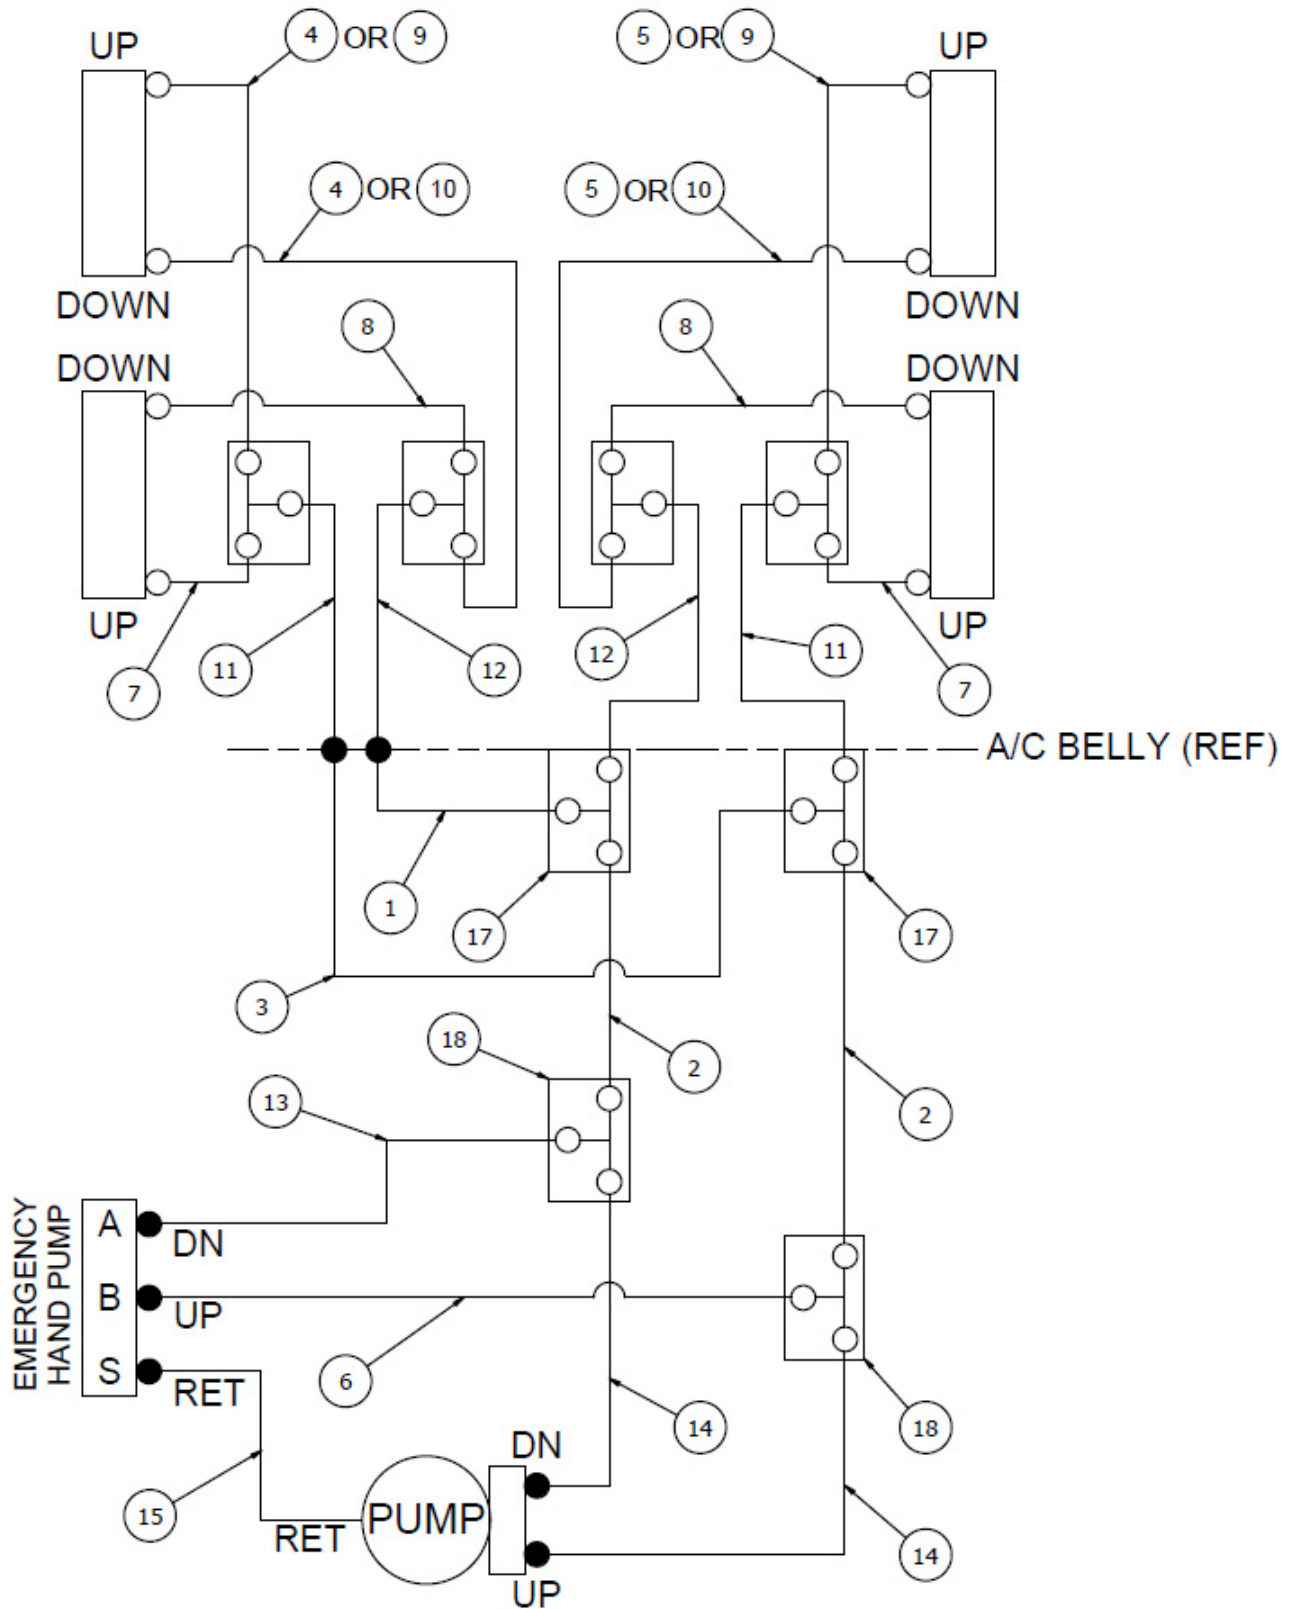 UP
4 OR 9
5 OR 9
UP
4 OR 10
5 OR 10
DOWN
DOWN
DOWN
8
8
DOWN
UP
UP
7
11
12
12
11
7
A/C BELLY (REF)
1
17
17
3
18
2
2
13
EMERGENCY
HAND PUMP
A
DN
B
UP
S
RET
6
14
18
DN
15
RET
PUMP
14
UP